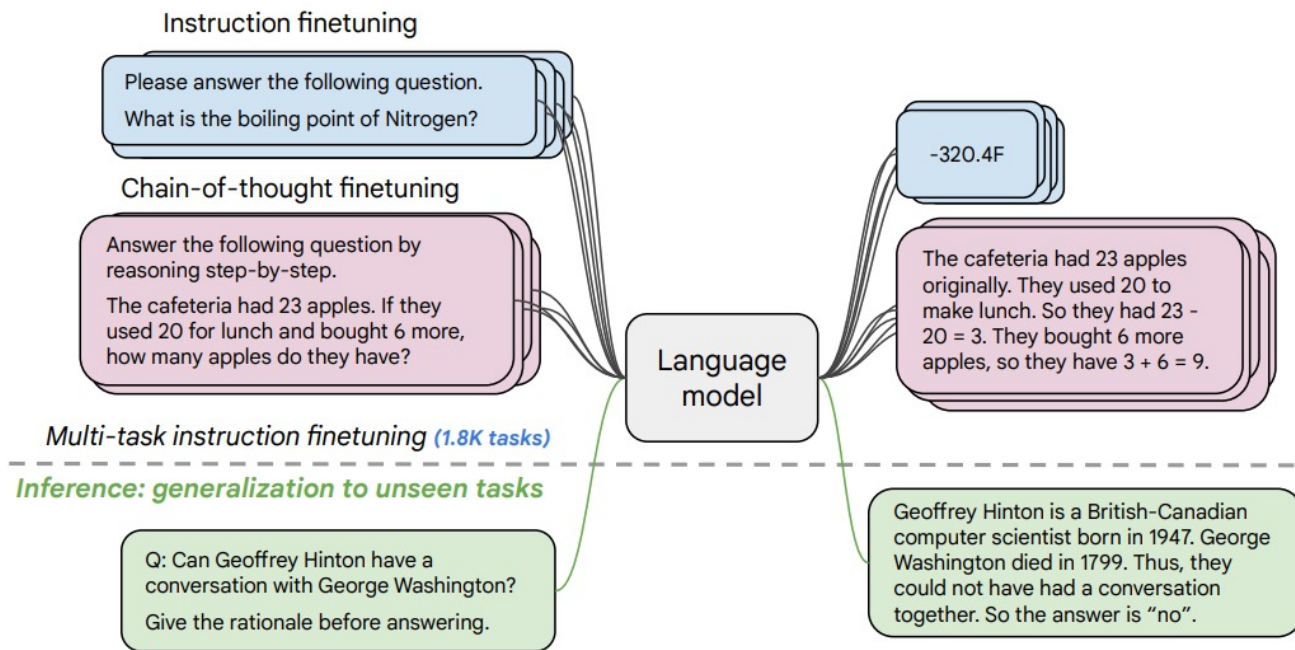 Instruction finetuning
Please answer the following question.
What is the boiling point of Nitrogen?
-320.4F
Chain-of-thought finetuning
Answer the following question by
reasoning step-by-step.
The cafeteria had 23 apples. If they
used 20 for lunch and bought 6 more,
how many apples do they have?
Language
model
The cafeteria had 23 apples
originally. They used 20 to
make lunch. So they had 23 -
20 = 3. They bought 6 more
apples, so they have 3 + 6 = 9.
Multi-task instruction finetuning (1.8K tasks)
Inference: generalization to unseen tasks
Q: Can Geoffrey Hinton have a
conversation with George Washington?
Give the rationale before answering.
Geoffrey Hinton is a British-Canadian
computer scientist born in 1947. George
Washington died in 1799. Thus, they
could not have had a conversation
together. So the answer is “no”.